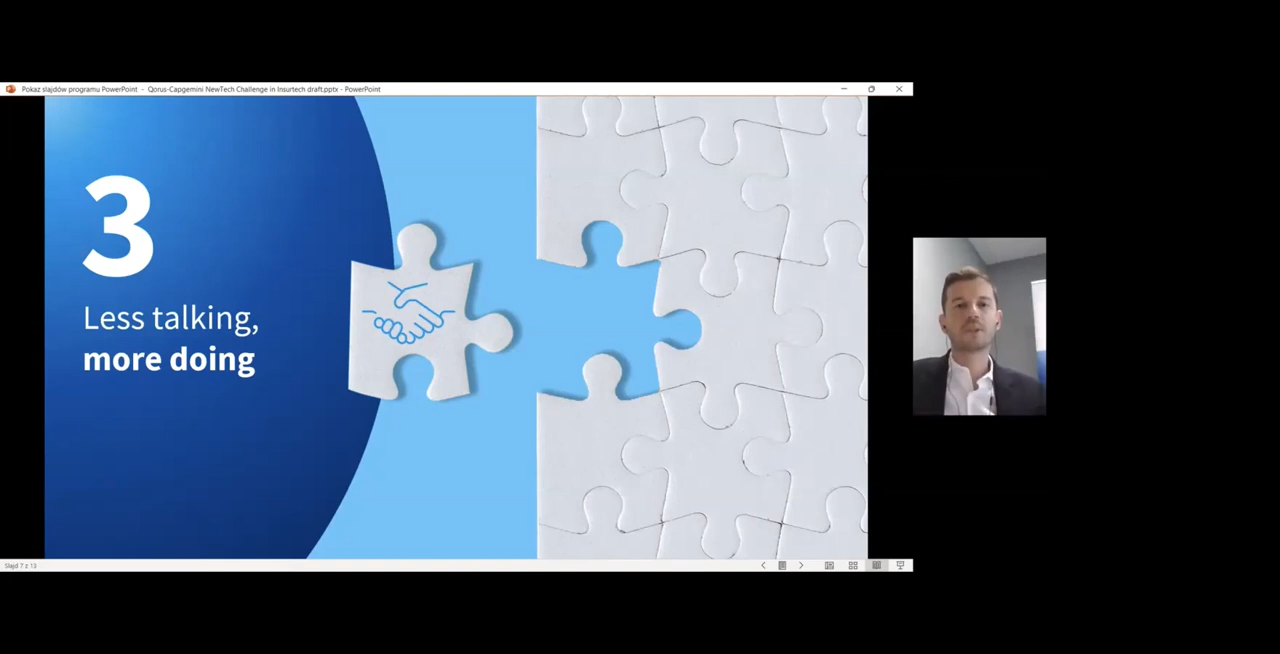 Pokaz slajdów programu PowerPoint - Qorus-Capgemini NewTech Challenge in Insurtech draft.pptx - PowerPoint
3
Less talking,
more doing
Slajd 7 z 13